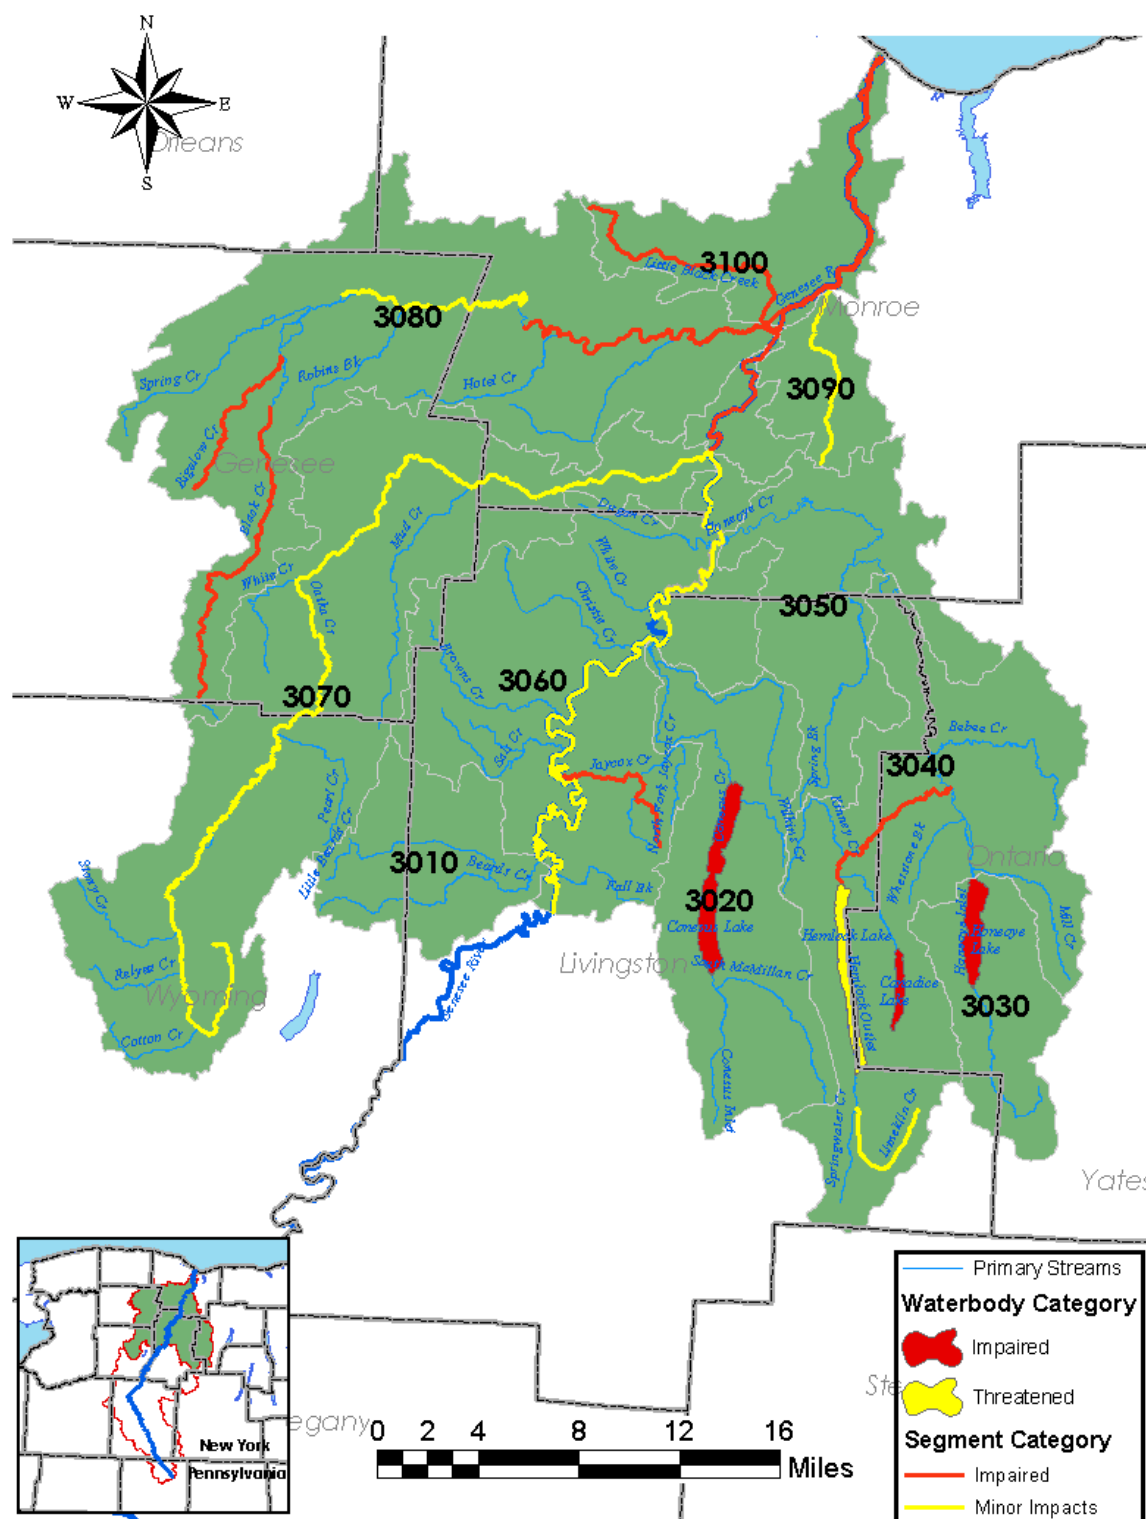 N
W
E
S
Orleans
3100
Little Black Creek
Genesee R
Monroe
3080
Robins Bk
Spring Cr
Hotel Cr
3090
Bigelow Cr
Genesee
Black Cr
Mud Cr
Dugan Cr
Honeoye Cr
White Cr
White Cr
Oatka Cr
Christie Cr
3050
Browns Cr
3060
3070
Salt Cr
Bebee Cr
Jaycox Cr
North Fork Jaycox Cr
Spring Bk
3040
Pearl Cr
Little Beards Cr
Conesus Cr
Wilkins Cr
Kinney Cr
Whetstone Bk
Ontario
3010
Beards Cr
Fall Bk
3020
Stony Cr
Conesus Lake
Hemlock Lake
Honeoye Inlet
Honeoye
Lake
Mill Cr
Genesee River
Livingston
South McMillan Cr
Relyea Cr
Wyoming
Hemlock Outlet
Canadice
Lake
3030
Cotton Cr
Conesus Inlet
Springwater Cr
Limekiln Cr
Yates
Primary Streams
Waterbody Category
Impaired
Threatened
Segment Category
Impaired
Minor Impacts
Ste
egany
0 2 4 8 12 16
Miles
New York
Pennsylvania